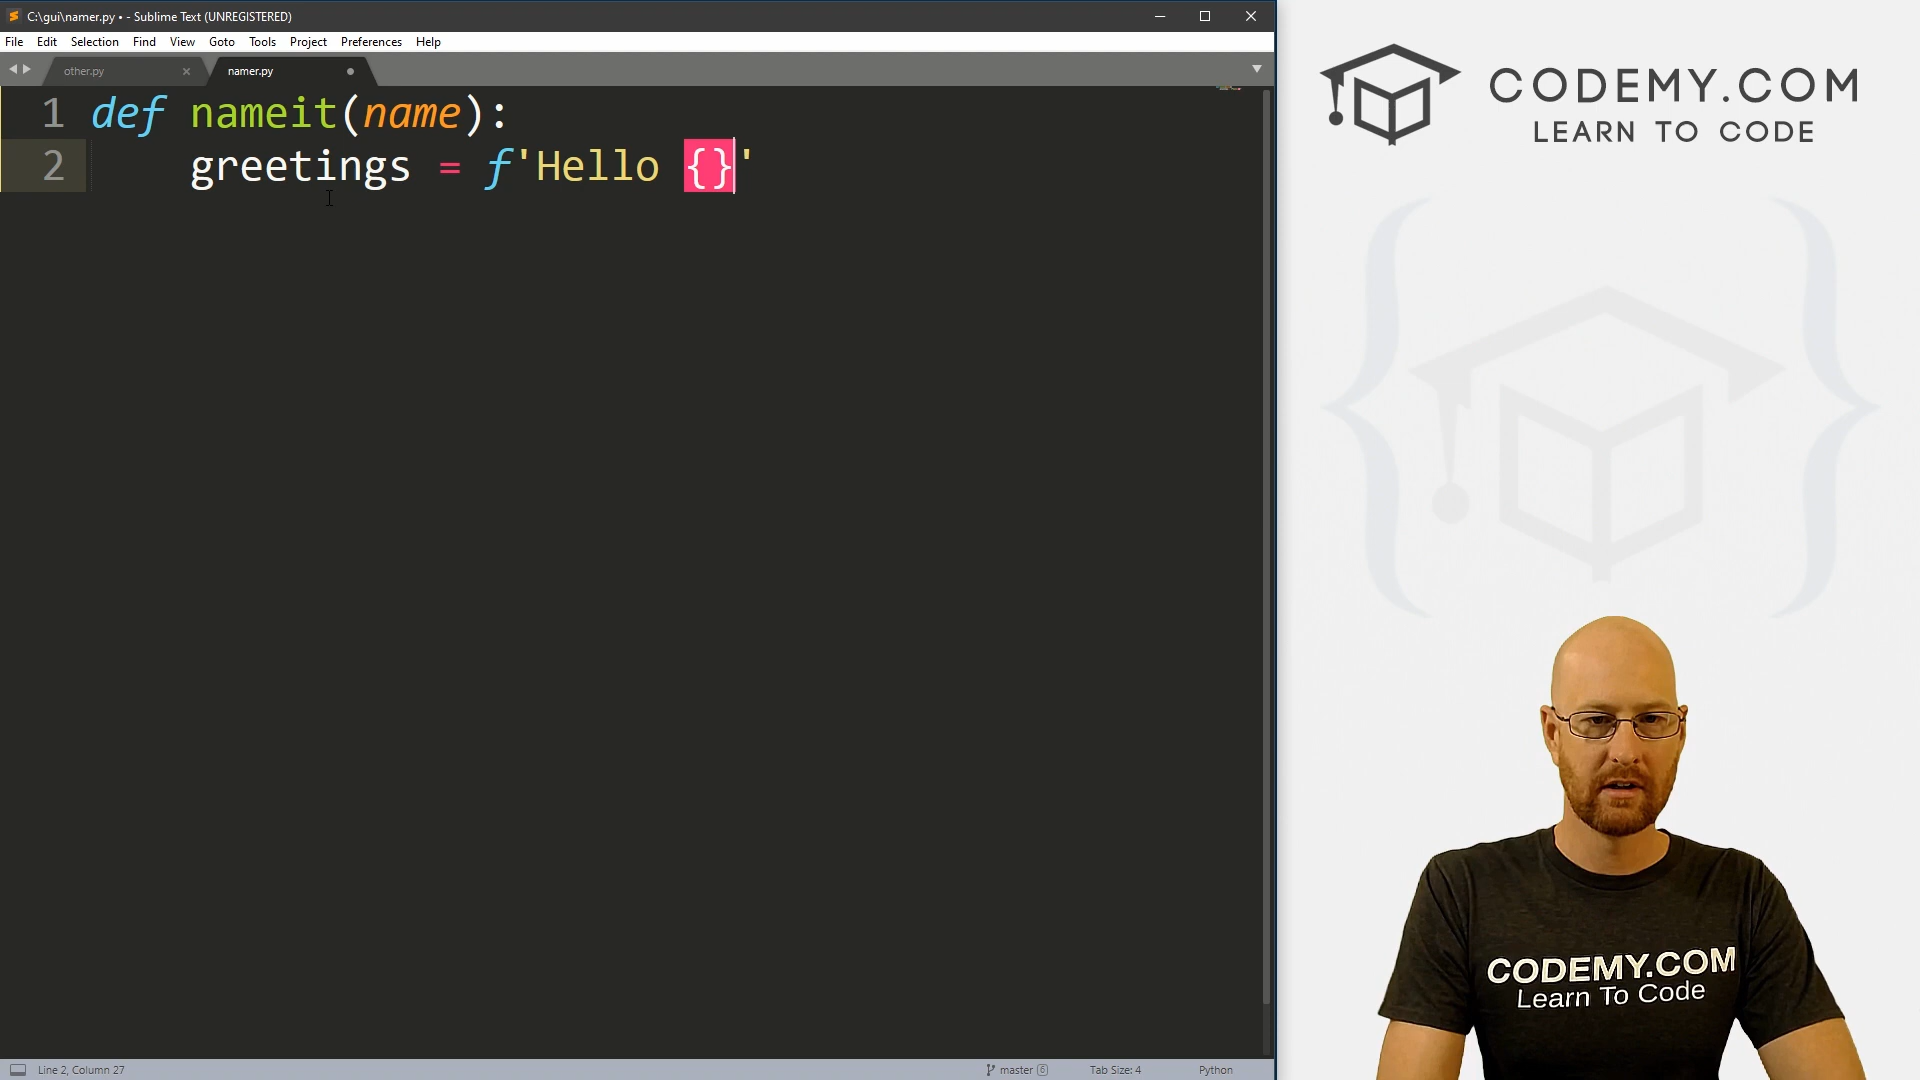 C:\gui\namer.py • - Sublime Text (UNREGISTERED)
File Edit Selection Find View Goto Tools Project Preferences Help
other.py
namer.py
1 def nameit(name):
2 greetings = f'Hello {}'
Line 2, Column 27
master 6
Tab Size: 4
Python
CODEMY.COM
LEARN TO CODE
CODEMY.COM
Learn To Code